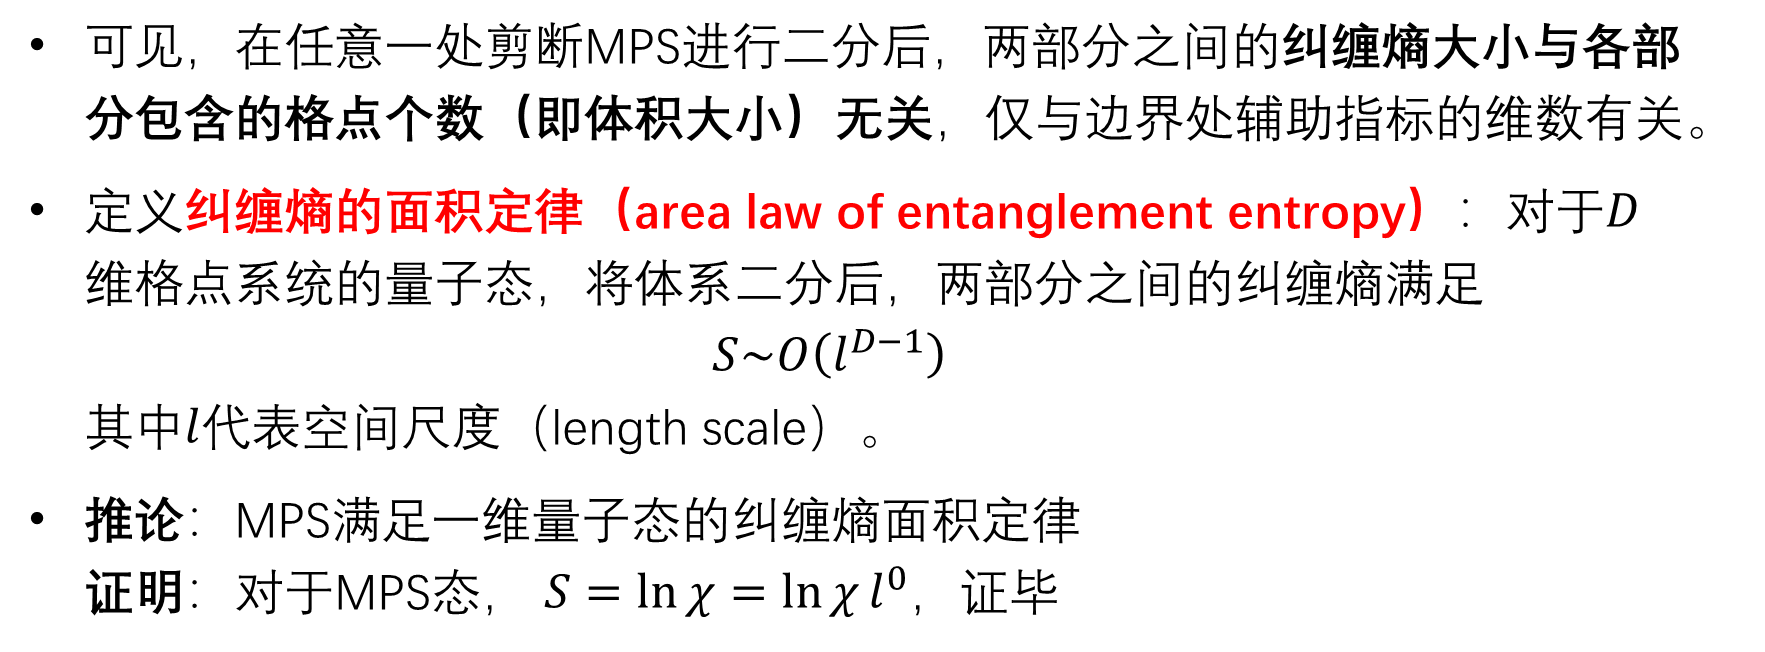 • 可见，在任意一处剪断MPS进行二分后，两部分之间的纠缠熵大小与各部
分包含的格点个数（即体积大小）无关，仅与边界处辅助指标的维数有关。
• 定义纠缠熵的面积定律（area law of entanglement entropy）：对于D
维格点系统的量子态，将体系二分后，两部分之间的纠缠熵满足
S~O(l^{D−1})
其中l代表空间尺度（length scale）。
• 推论：MPS满足一维量子态的纠缠熵面积定律
证明：对于MPS态， S = ln χ = ln χ l⁰，证毕